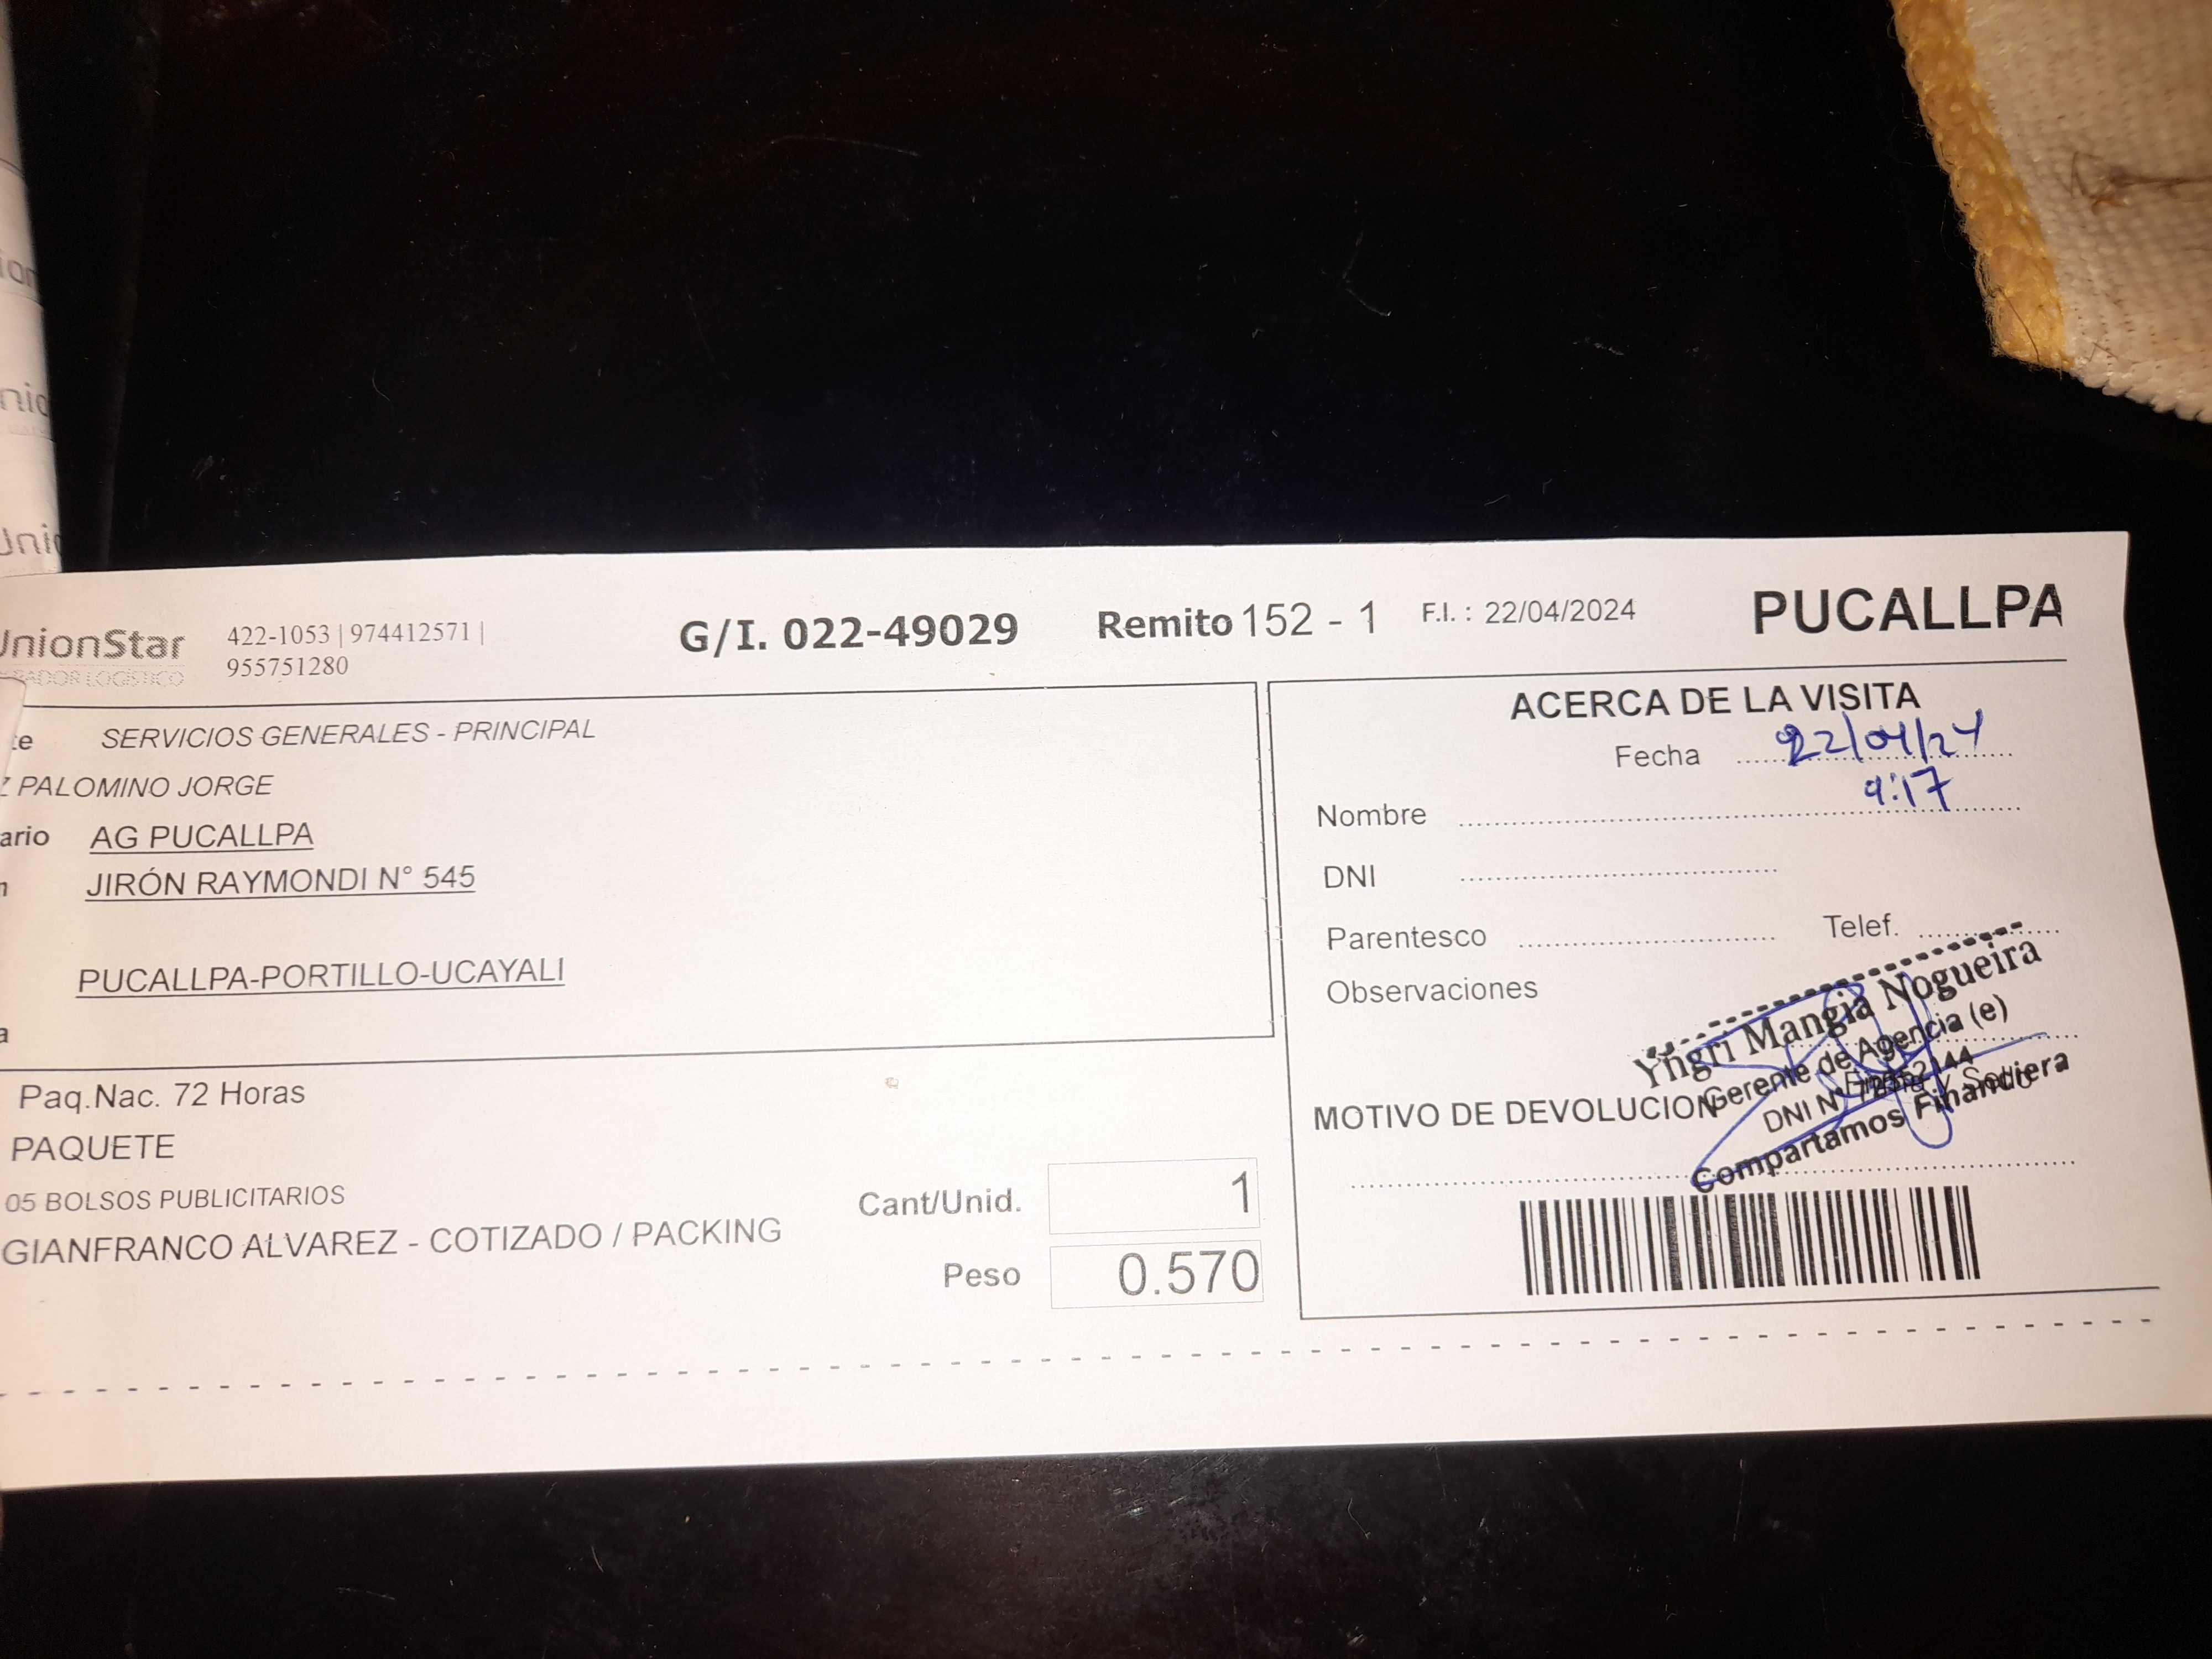 UnionStar
422-1053 | 974412571 |
955751280
G/I. 022-49029
Remito 152 - 1
F.I. : 22/04/2024
PUCALLPA
SERVICIOS GENERALES - PRINCIPAL
PALOMINO JORGE
ario AG PUCALLPA
JIRÓN RAYMONDI N° 545
PUCALLPA-PORTILLO-UCAYALI
Paq.Nac. 72 Horas
PAQUETE
05 BOLSOS PUBLICITARIOS
GIANFRANCO ALVAREZ - COTIZADO / PACKING
Cant/Unid. 1
Peso 0.570
ACERCA DE LA VISITA
Fecha 22/04/24
9:17
Nombre
DNI
Parentesco
Telef.
Observaciones
Yngri Mangia Nogueira
Gerente de Agencia (e)
DNI N°
Compartamos Financiera
MOTIVO DE DEVOLUCION